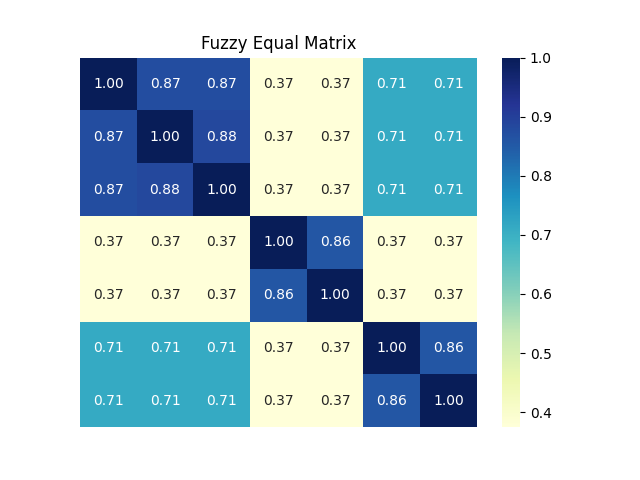 Fuzzy Equal Matrix
1.00 0.87 0.87 0.37 0.37 0.71 0.71
0.87 1.00 0.88 0.37 0.37 0.71 0.71
0.87 0.88 1.00 0.37 0.37 0.71 0.71
0.37 0.37 0.37 1.00 0.86 0.37 0.37
0.37 0.37 0.37 0.86 1.00 0.37 0.37
0.71 0.71 0.71 0.37 0.37 1.00 0.86
0.71 0.71 0.71 0.37 0.37 0.86 1.00
1.0
0.9
0.8
0.7
0.6
0.5
0.4